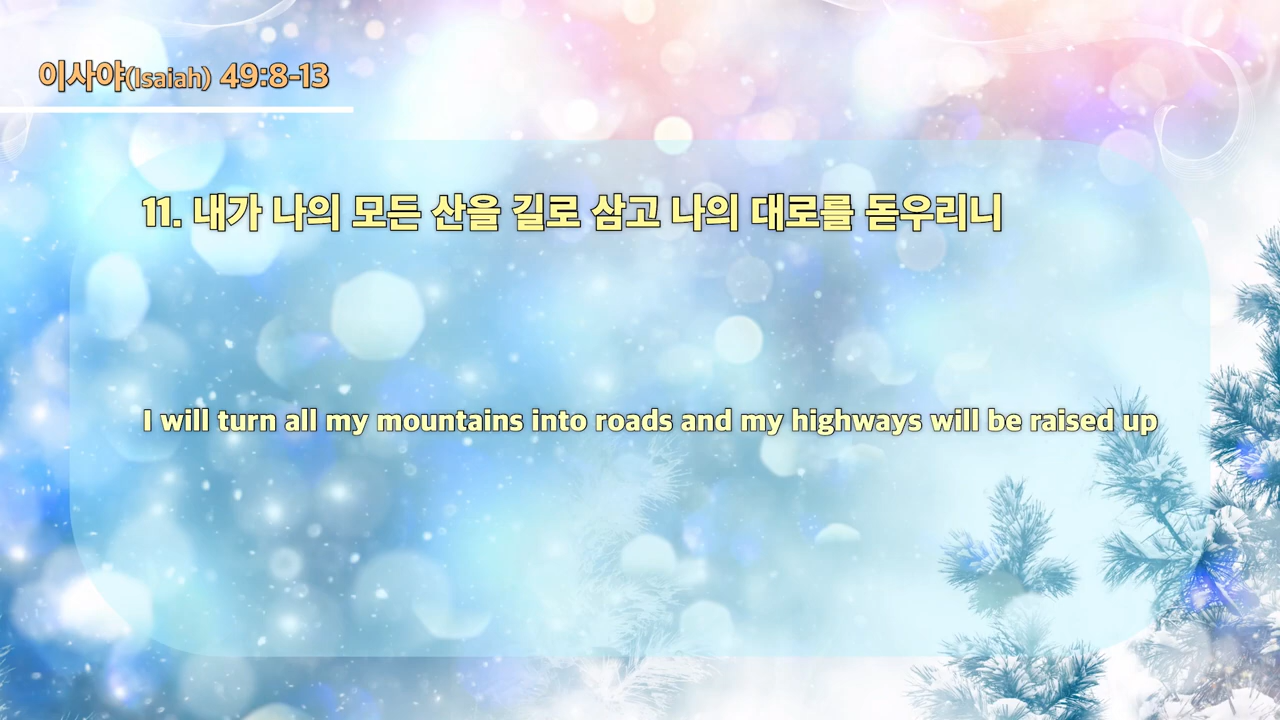 이사야(Isaiah) 49:8-13
11. 내가 나의 모든 산을 길로 삼고 나의 대로를 돋우리니
I will turn all my mountains into roads and my highways will be raised up